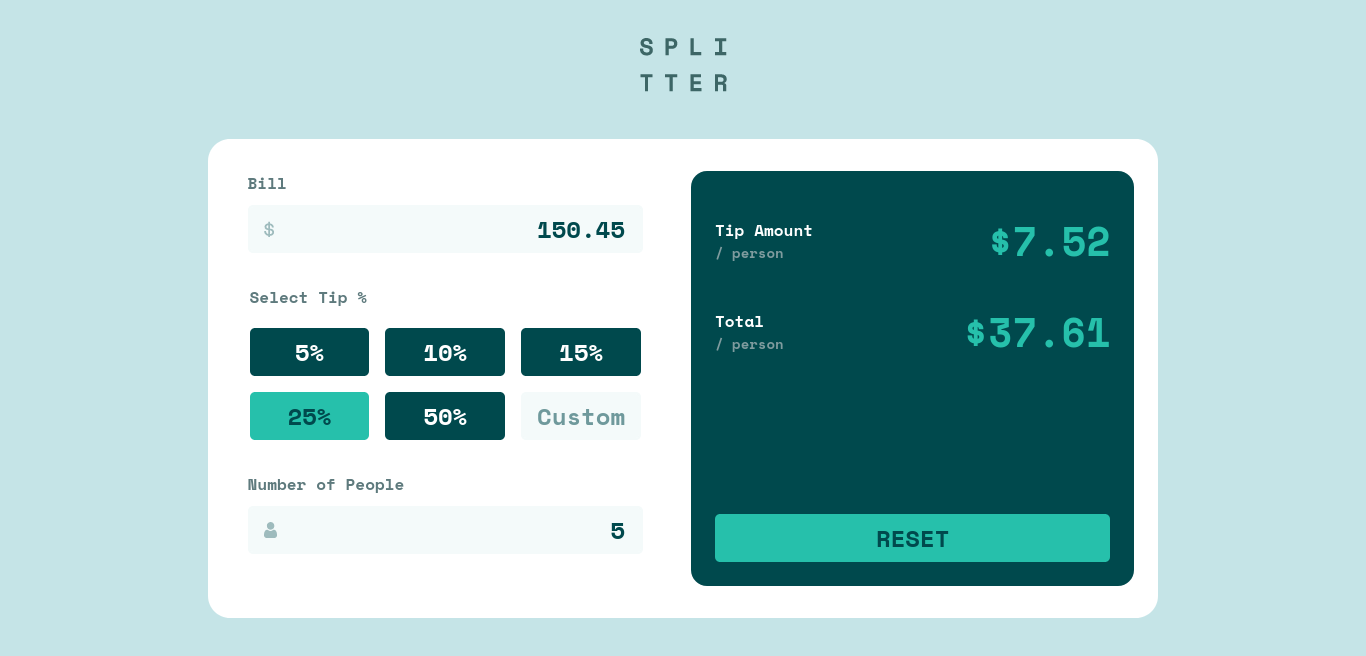 SPLI
TTER
Bill
$ 150.45
Select Tip %
5% 10% 15%
25% 50% Custom
Number of People
5
Tip Amount
/ person
$7.52
Total
/ person
$37.61
RESET